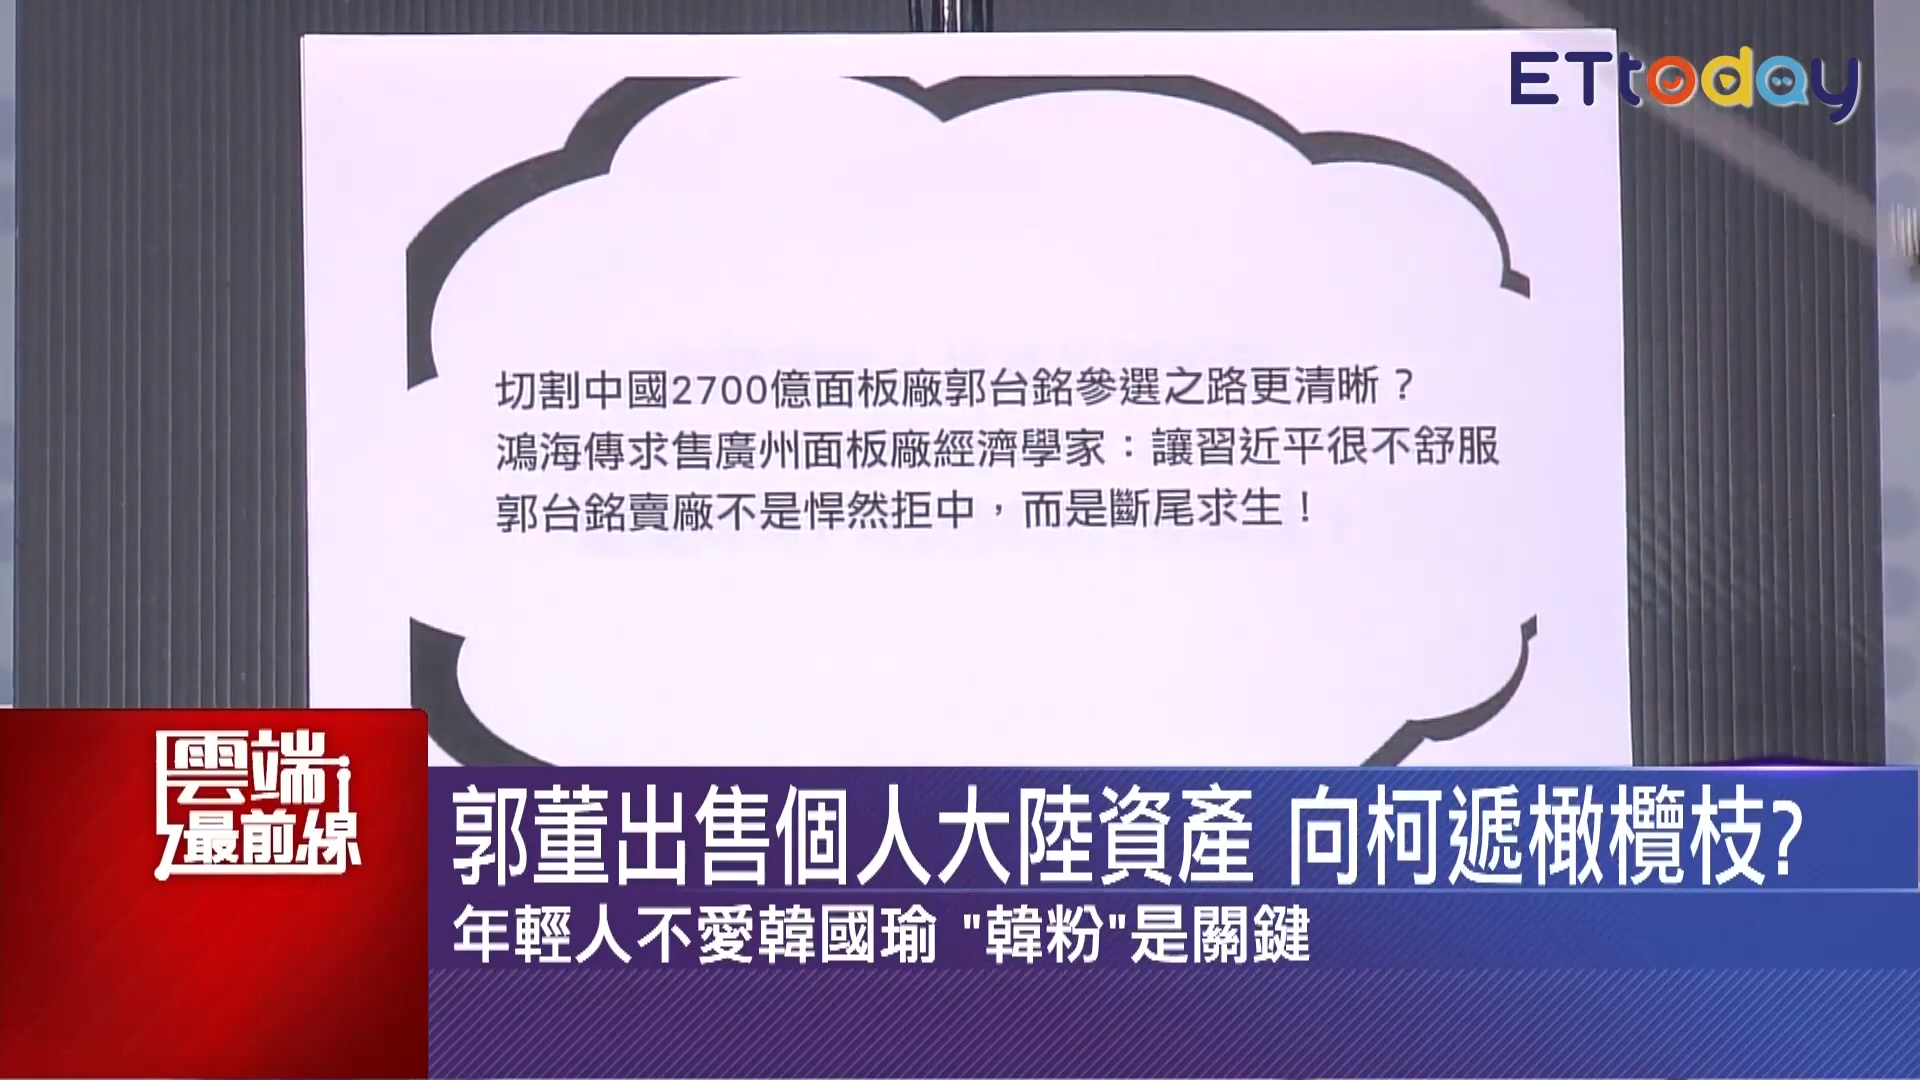 ETtoday
切割中國2700億面板廠郭台銘參選之路更清晰？
鴻海傳求售廣州面板廠經濟學家：讓習近平很不舒服
郭台銘賣廠不是悍然拒中，而是斷尾求生！
雲端
最前線
郭董出售個人大陸資產 向柯遞橄欖枝?
年輕人不愛韓國瑜 "韓粉"是關鍵